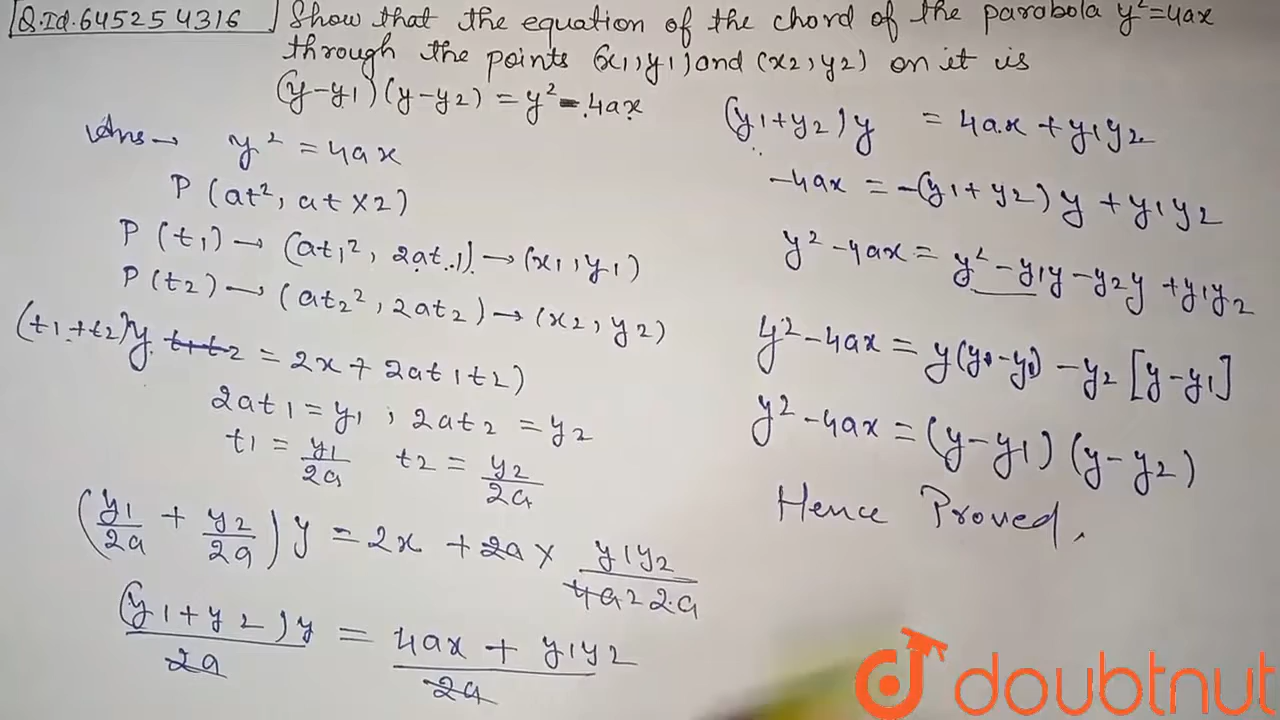 Q.Id.645254316
Show that the equation of the chord of the parabola y²=4ax
through the points (x1,y1) and (x2,y2) on it is
(y-y1)(y-y2) = y²-4ax
Ans→ y² = 4ax
P (at², at×2)
P (t1) → (at1², 2at1) → (x1,y1)
P(t2) → (at2², 2at2) → (x2,y2)
(t1+t2)y t1+t2 = 2x + 2at1t2)
2at1 = y1 ; 2at2 = y2
t1 = y1/2a t2 = y2/2a
(y1/2a + y2/2a) y = 2x + 2a × y1y2/4a² 2a
(y1+y2)y/2a = 4ax + y1y2/2a
(y1+y2)y = 4ax + y1y2
-4ax = -(y1+y2)y + y1y2
y²-4ax = y²-y1y-y2y+y1y2
y²-4ax = y(y-y1) -y2[y-y1]
y²-4ax = (y-y1)(y-y2)
Hence Proved,
doubtnut